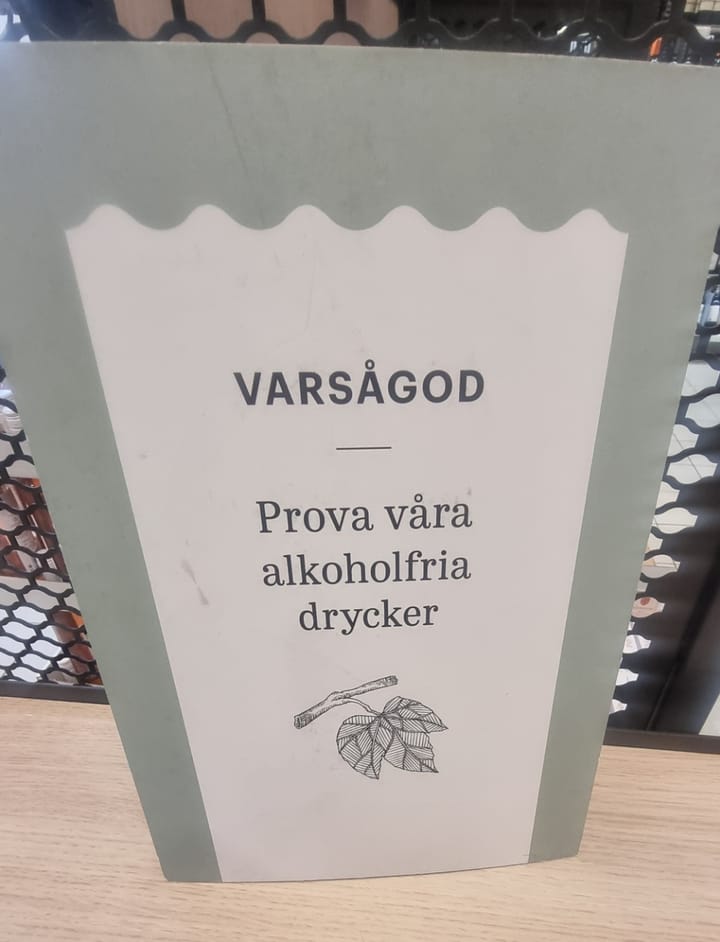 VARSÅGOD
Prova våra
alkoholfria
drycker